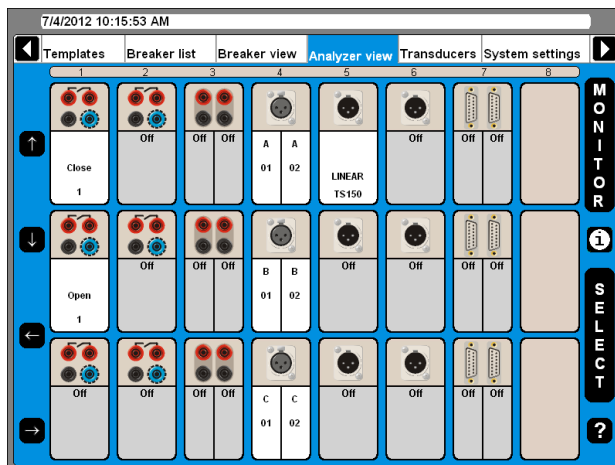 7/4/2012 10:15:53 AM
Templates Breaker list Breaker view Analyzer view Transducers System settings
1 2 3 4 5 6 7 8
MONITOR
Close
1
Off
Off Off
A A
01 02
LINEAR
TS150
Off
Off Off
i
Open
1
Off
Off Off
B B
01 02
Off
Off
Off Off
SELECT
Off
Off
Off Off
C C
01 02
Off
Off
Off Off
?